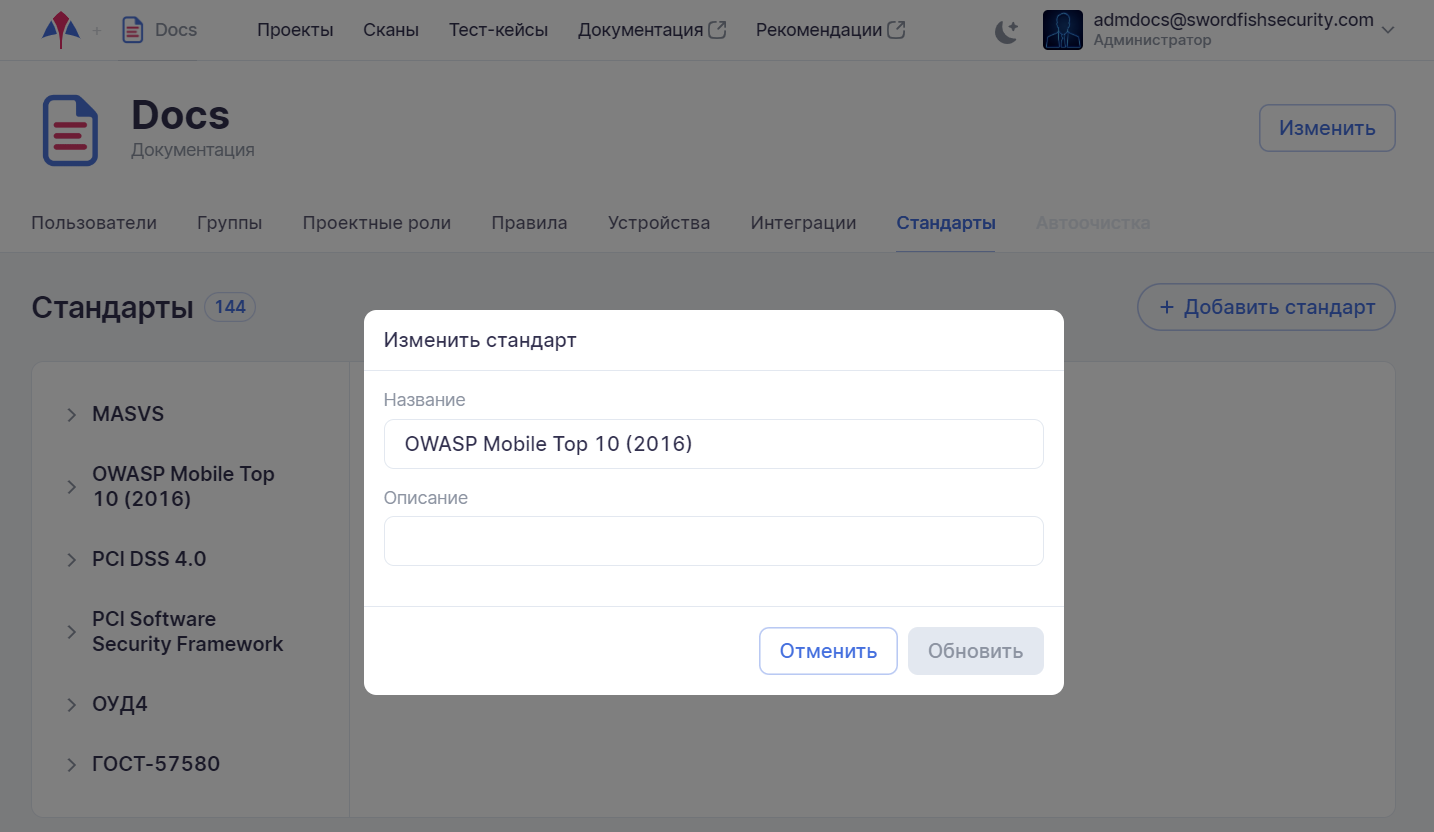 + Docs Проекты Сканы Тест-кейсы Документация Рекомендации admdocs@swordfishsecurity.com
Администратор
Docs
Документация
Изменить
Пользователи Группы Проектные роли Правила Устройства Интеграции Стандарты Автоочистка
Стандарты 144
+ Добавить стандарт
MASVS
OWASP Mobile Top
10 (2016)
PCI DSS 4.0
PCI Software
Security Framework
ОУД4
ГОСТ-57580
Изменить стандарт
Название
OWASP Mobile Top 10 (2016)
Описание
Отменить Обновить